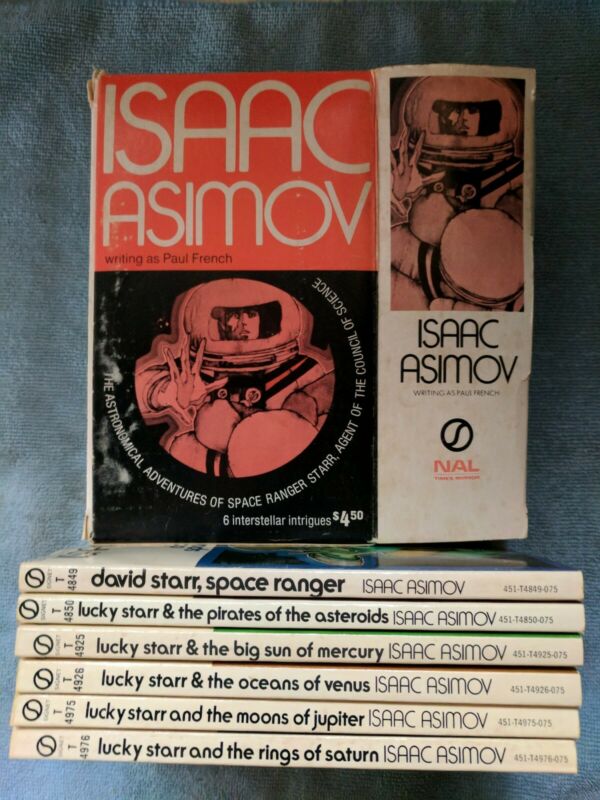 ISAAC
ASIMOV
writing as Paul French
THE ASTRONOMICAL ADVENTURES OF SPACE RANGER STARR, AGENT OF THE COUNCIL OF SCIENCE
6 interstellar intrigues $4.50
ISAAC
ASIMOV
WRITING AS PAUL FRENCH
NAL
TIMES MIRROR
SIGNET T 4849 david starr, space ranger ISAAC ASIMOV 451-T4849-075
SIGNET T 4850 lucky starr & the pirates of the asteroids ISAAC ASIMOV 451-T4850-075
SIGNET T 4925 lucky starr & the big sun of mercury ISAAC ASIMOV 451-T4925-075
SIGNET T 4926 lucky starr & the oceans of venus ISAAC ASIMOV 451-T4926-075
SIGNET T 4975 lucky starr and the moons of jupiter ISAAC ASIMOV 451-T4975-075
SIGNET T 4976 lucky starr and the rings of saturn ISAAC ASIMOV 451-T4976-075